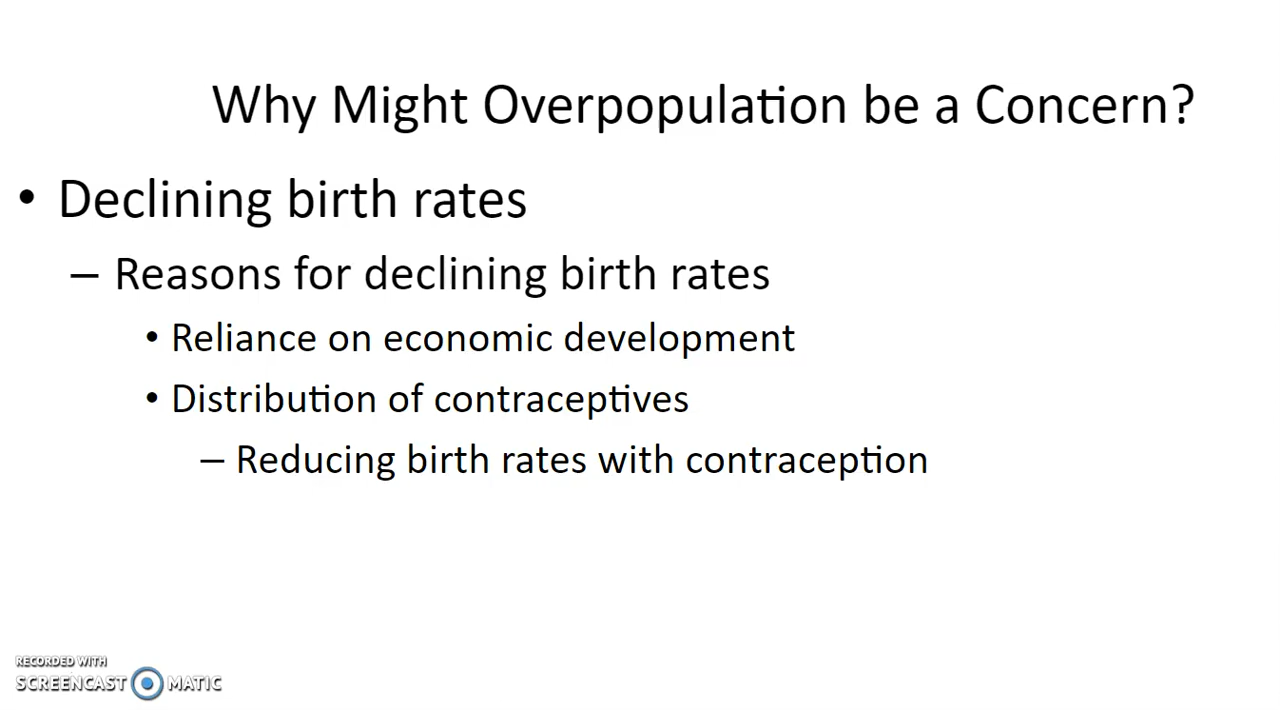 Why Might Overpopulation be a Concern?
• Declining birth rates
– Reasons for declining birth rates
• Reliance on economic development
• Distribution of contraceptives
– Reducing birth rates with contraception
RECORDED WITH
SCREENCAST MATIC